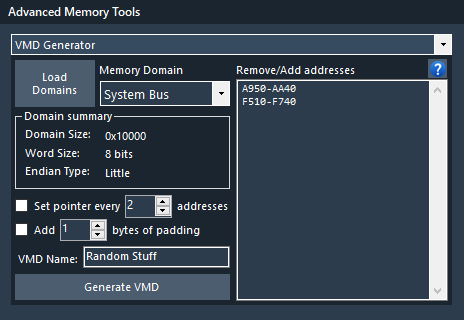 Advanced Memory Tools
VMD Generator
Load Domains
Memory Domain
System Bus
Domain summary
Domain Size: 0x10000
Word Size: 8 bits
Endian Type: Little
Set pointer every 2 addresses
Add 1 bytes of padding
VMD Name: Random Stuff
Generate VMD
Remove/Add addresses
?
A950-AA40
F510-F740